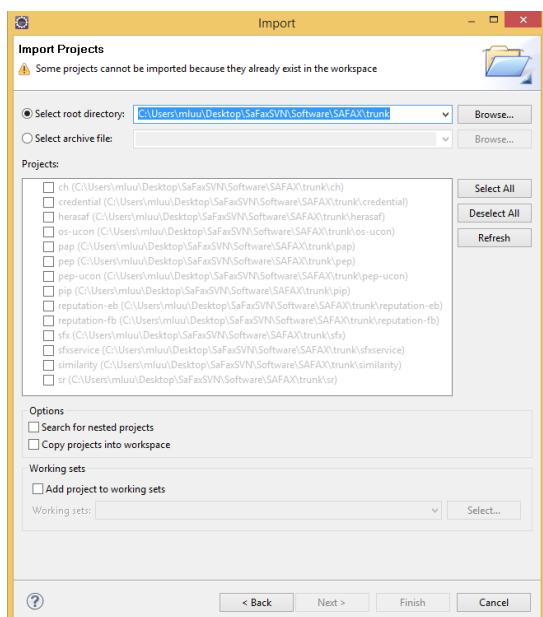 Import
Import Projects
Some projects cannot be imported because they already exist in the workspace
Select root directory: C:\Users\mluu\Desktop\SaFaxSVN\Software\SAFAX\trunk Browse...
Select archive file: Browse...
Projects:
ch (C:\Users\mluu\Desktop\SaFaxSVN\Software\SAFAX\trunk\ch) Select All
credential (C:\Users\mluu\Desktop\SaFaxSVN\Software\SAFAX\trunk\credential)
herasaf (C:\Users\mluu\Desktop\SaFaxSVN\Software\SAFAX\trunk\herasaf) Deselect All
os-ucon (C:\Users\mluu\Desktop\SaFaxSVN\Software\SAFAX\trunk\os-ucon)
pap (C:\Users\mluu\Desktop\SaFaxSVN\Software\SAFAX\trunk\pap) Refresh
pep (C:\Users\mluu\Desktop\SaFaxSVN\Software\SAFAX\trunk\pep)
pep-ucon (C:\Users\mluu\Desktop\SaFaxSVN\Software\SAFAX\trunk\pep-ucon)
pip (C:\Users\mluu\Desktop\SaFaxSVN\Software\SAFAX\trunk\pip)
reputation-eb (C:\Users\mluu\Desktop\SaFaxSVN\Software\SAFAX\trunk\reputation-eb)
reputation-fb (C:\Users\mluu\Desktop\SaFaxSVN\Software\SAFAX\trunk\reputation-fb)
sfx (C:\Users\mluu\Desktop\SaFaxSVN\Software\SAFAX\trunk\sfx)
sfxservice (C:\Users\mluu\Desktop\SaFaxSVN\Software\SAFAX\trunk\sfxservice)
similarity (C:\Users\mluu\Desktop\SaFaxSVN\Software\SAFAX\trunk\similarity)
sr (C:\Users\mluu\Desktop\SaFaxSVN\Software\SAFAX\trunk\sr)
Options
Search for nested projects
Copy projects into workspace
Working sets
Add project to working sets
Working sets: Select...
? < Back Next > Finish Cancel